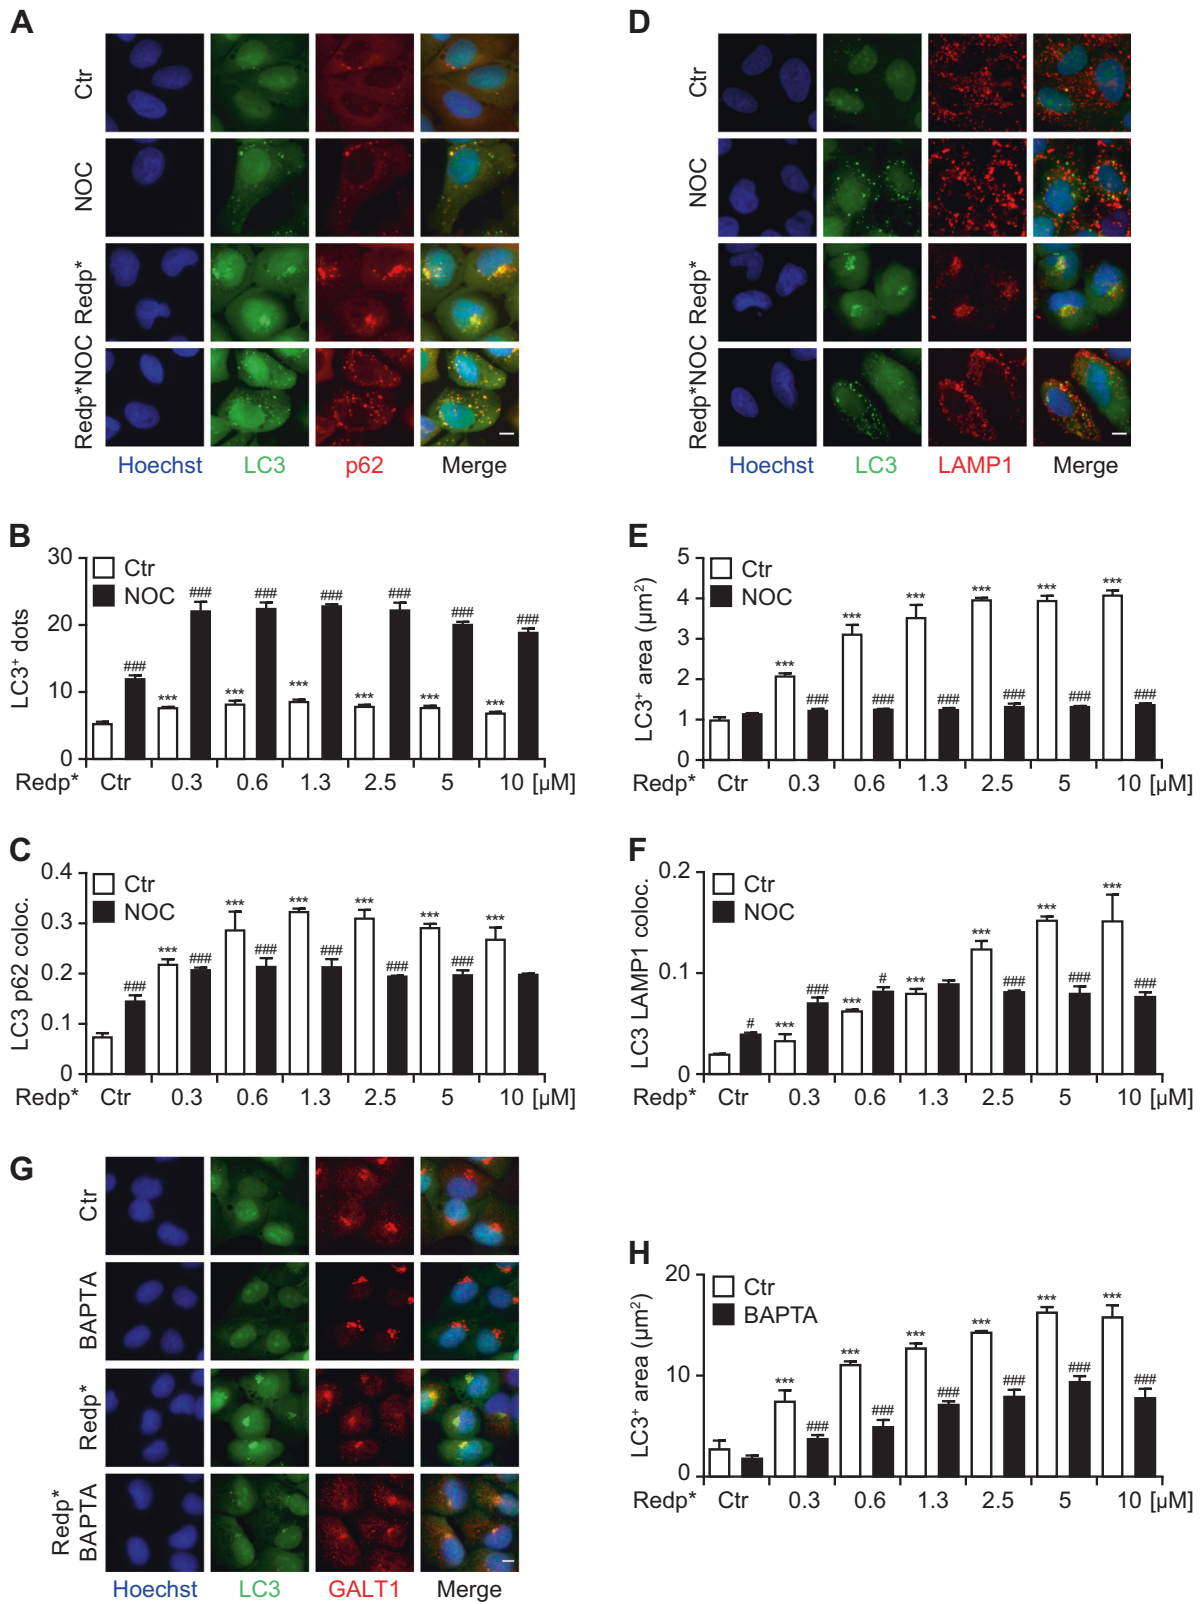 A
Ctr
NOC
Redp*
Redp*NOC
Hoechst LC3 p62 Merge
D
Ctr
NOC
Redp*
Redp*NOC
Hoechst LC3 LAMP1 Merge
B
LC3⁺ dots
30
20
10
0
Ctr
NOC
### ### ### ### ### ### ###
*** *** *** *** *** ***
Redp* Ctr 0.3 0.6 1.3 2.5 5 10 [µM]
E
LC3⁺ area (µm²)
5
4
3
2
1
0
Ctr
NOC
*** *** *** *** *** ***
### ### ### ### ### ###
Redp* Ctr 0.3 0.6 1.3 2.5 5 10 [µM]
C
LC3 p62 coloc.
0.4
0.3
0.2
0.1
0
Ctr
NOC
*** *** *** *** *** ***
### ### ### ### ### ###
Redp* Ctr 0.3 0.6 1.3 2.5 5 10 [µM]
F
LC3 LAMP1 coloc.
0.2
0.1
0
Ctr
NOC
*** *** *** *** *** ***
# ### # ### ### ###
Redp* Ctr 0.3 0.6 1.3 2.5 5 10 [µM]
G
Ctr
BAPTA
Redp*
Redp*
BAPTA
Hoechst LC3 GALT1 Merge
H
LC3⁺ area (µm²)
20
10
0
Ctr
BAPTA
*** *** *** *** *** ***
### ### ### ### ### ###
Redp* Ctr 0.3 0.6 1.3 2.5 5 10 [µM]